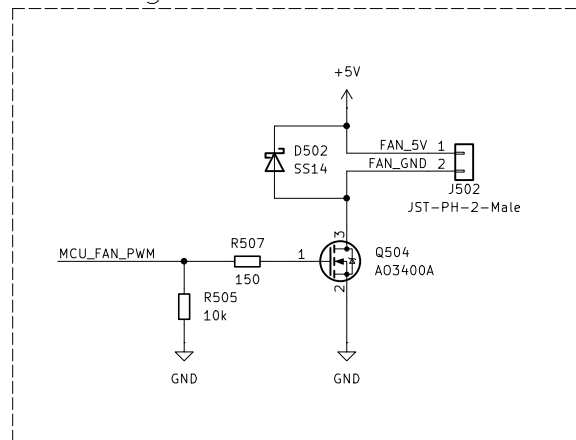 +5V
D502
SS14
FAN_5V 1
FAN_GND 2
J502
JST-PH-2-Male
3
Q504
AO3400A
MCU_FAN_PWM
R507
1
150
2
R505
10k
GND
GND